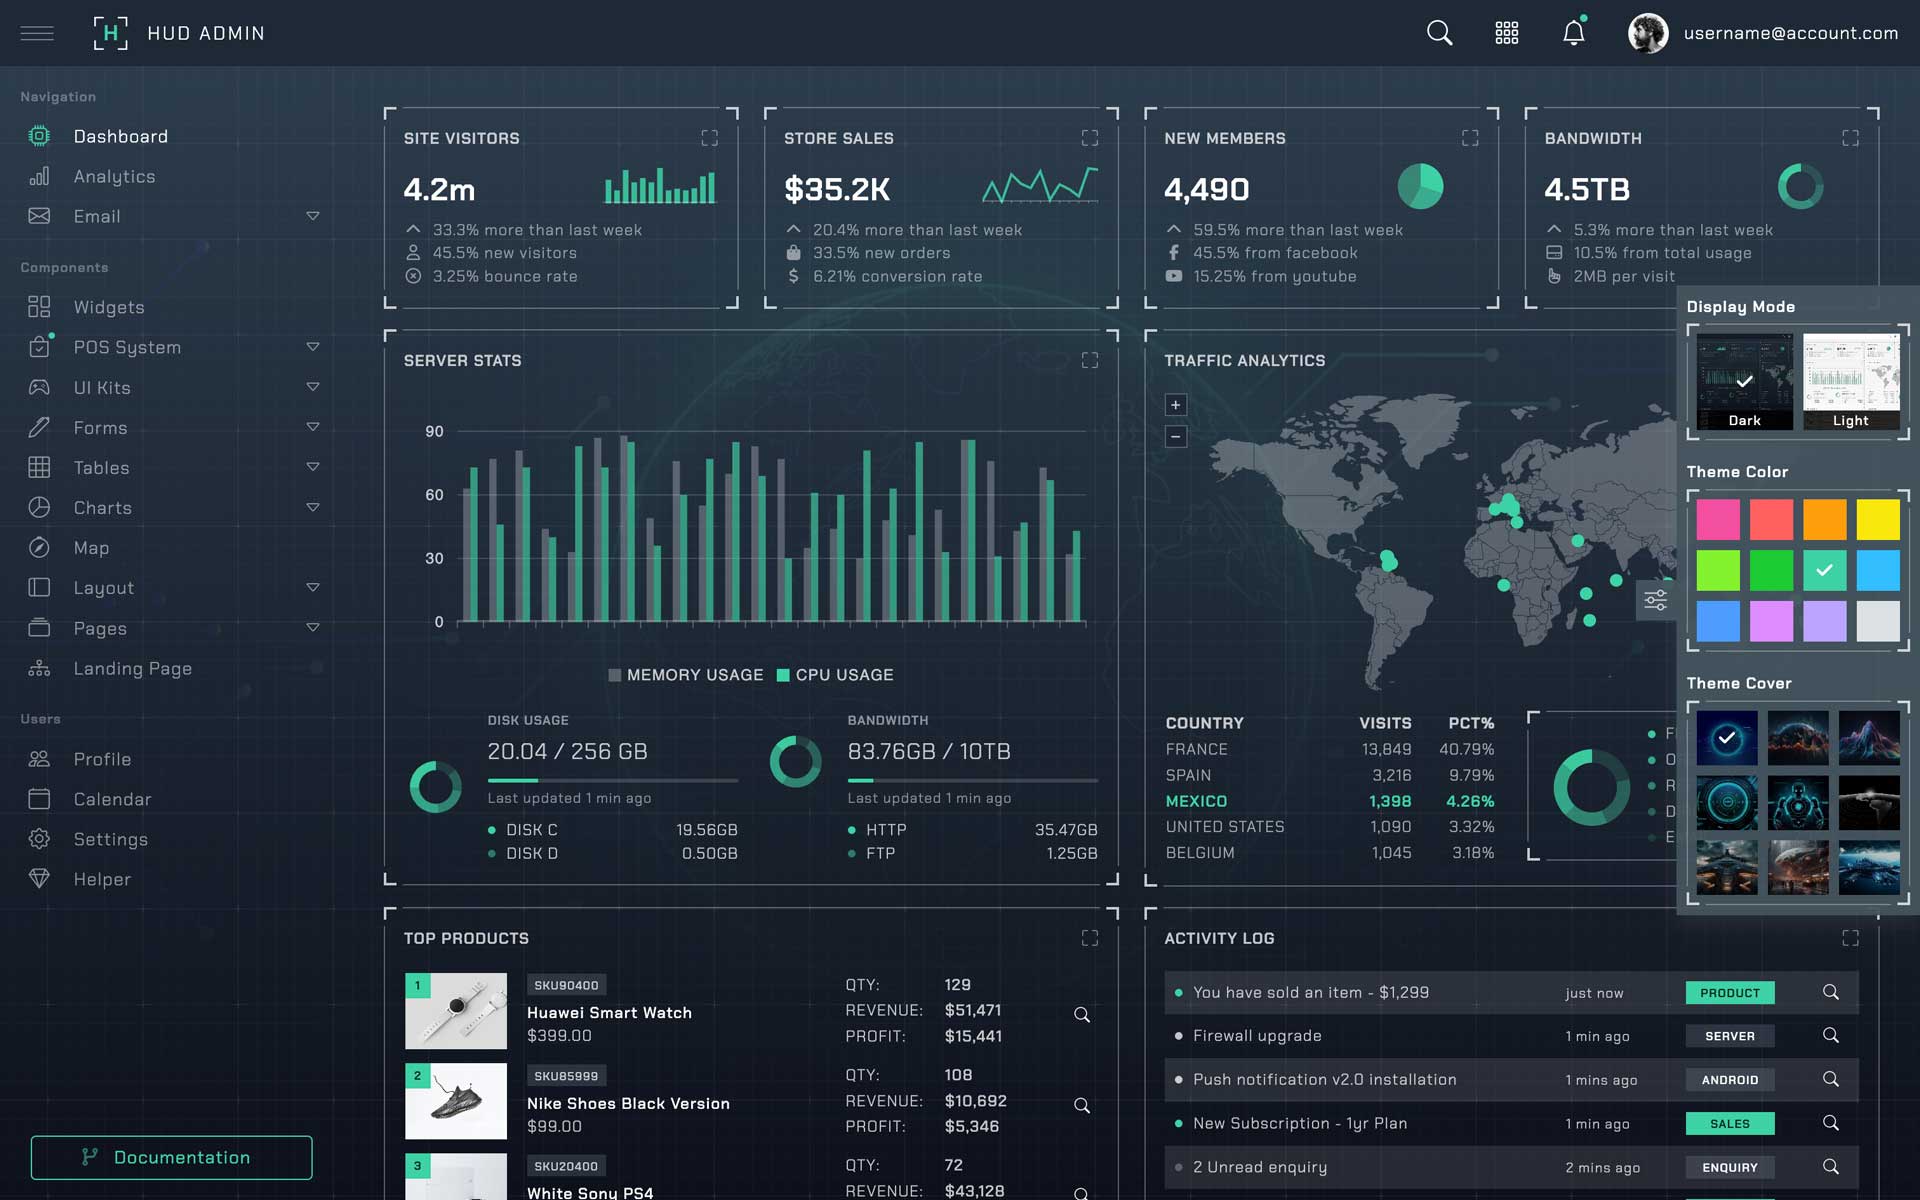 H HUD ADMIN
username@account.com
Navigation
Dashboard
Analytics
Email
Components
Widgets
POS System
UI Kits
Forms
Tables
Charts
Map
Layout
Pages
Landing Page
Users
Profile
Calendar
Settings
Helper
Documentation
SITE VISITORS
4.2m
33.3% more than last week
45.5% new visitors
3.25% bounce rate
STORE SALES
$35.2K
20.4% more than last week
33.5% new orders
6.21% conversion rate
NEW MEMBERS
4,490
59.5% more than last week
45.5% from facebook
15.25% from youtube
BANDWIDTH
4.5TB
5.3% more than last week
10.5% from total usage
2MB per visit
SERVER STATS
90
60
30
0
MEMORY USAGE CPU USAGE
DISK USAGE
20.04 / 256 GB
Last updated 1 min ago
DISK C 19.56GB
DISK D 0.50GB
BANDWIDTH
83.76GB / 10TB
Last updated 1 min ago
HTTP 35.47GB
FTP 1.25GB
TRAFFIC ANALYTICS
+
−
COUNTRY VISITS PCT%
FRANCE 13,849 40.79%
SPAIN 3,216 9.79%
MEXICO 1,398 4.26%
UNITED STATES 1,090 3.32%
BELGIUM 1,045 3.18%
F
O
R
D
E
Display Mode
Dark
Light
Theme Color
Theme Cover
TOP PRODUCTS
1
SKU90400
Huawei Smart Watch
$399.00
QTY: 129
REVENUE: $51,471
PROFIT: $15,441
2
SKU85999
Nike Shoes Black Version
$99.00
QTY: 108
REVENUE: $10,692
PROFIT: $5,346
3
SKU20400
White Sony PS4
QTY: 72
REVENUE: $43,128
ACTIVITY LOG
You have sold an item - $1,299 just now PRODUCT
Firewall upgrade 1 min ago SERVER
Push notification v2.0 installation 1 mins ago ANDROID
New Subscription - 1yr Plan 1 min ago SALES
2 Unread enquiry 2 mins ago ENQUIRY